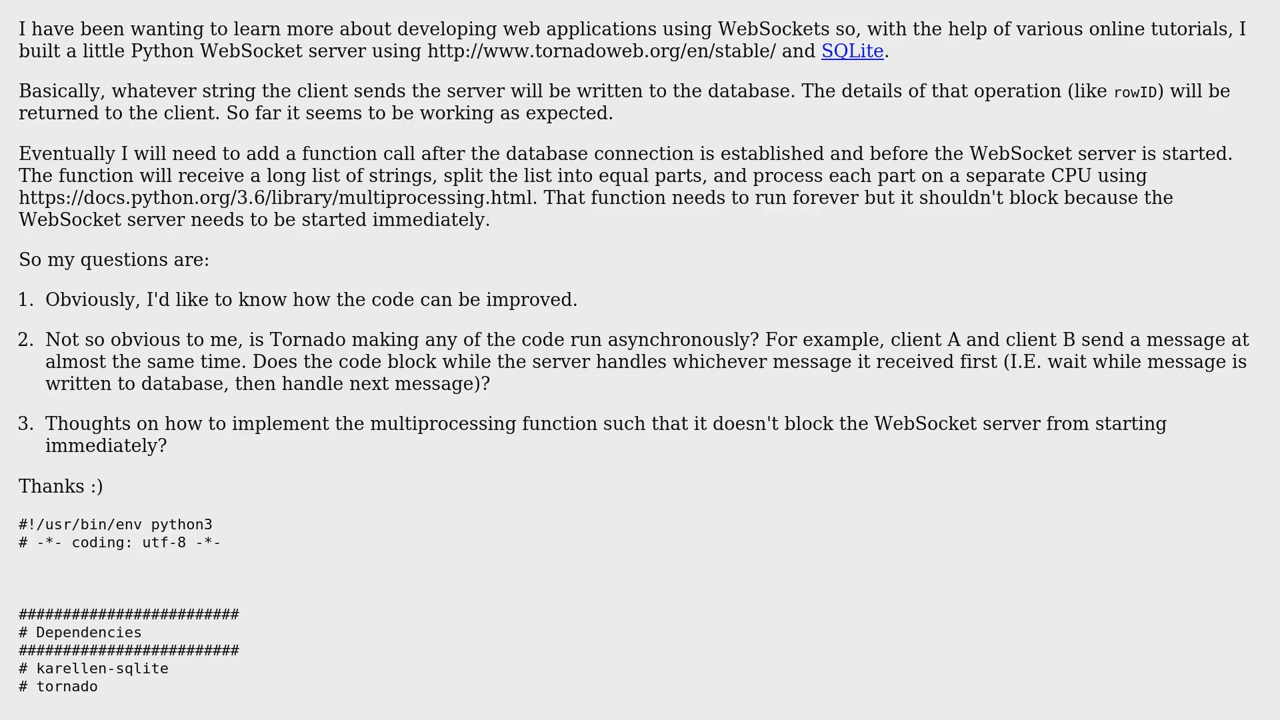 I have been wanting to learn more about developing web applications using WebSockets so, with the help of various online tutorials, I
built a little Python WebSocket server using http://www.tornadoweb.org/en/stable/ and SQLite.
Basically, whatever string the client sends the server will be written to the database. The details of that operation (like rowID) will be
returned to the client. So far it seems to be working as expected.
Eventually I will need to add a function call after the database connection is established and before the WebSocket server is started.
The function will receive a long list of strings, split the list into equal parts, and process each part on a separate CPU using
https://docs.python.org/3.6/library/multiprocessing.html. That function needs to run forever but it shouldn't block because the
WebSocket server needs to be started immediately.
So my questions are:
1. Obviously, I'd like to know how the code can be improved.
2. Not so obvious to me, is Tornado making any of the code run asynchronously? For example, client A and client B send a message at
almost the same time. Does the code block while the server handles whichever message it received first (I.E. wait while message is
written to database, then handle next message)?
3. Thoughts on how to implement the multiprocessing function such that it doesn't block the WebSocket server from starting
immediately?
Thanks :)
#!/usr/bin/env python3
# -*- coding: utf-8 -*-
#########################
# Dependencies
#########################
# karellen-sqlite
# tornado